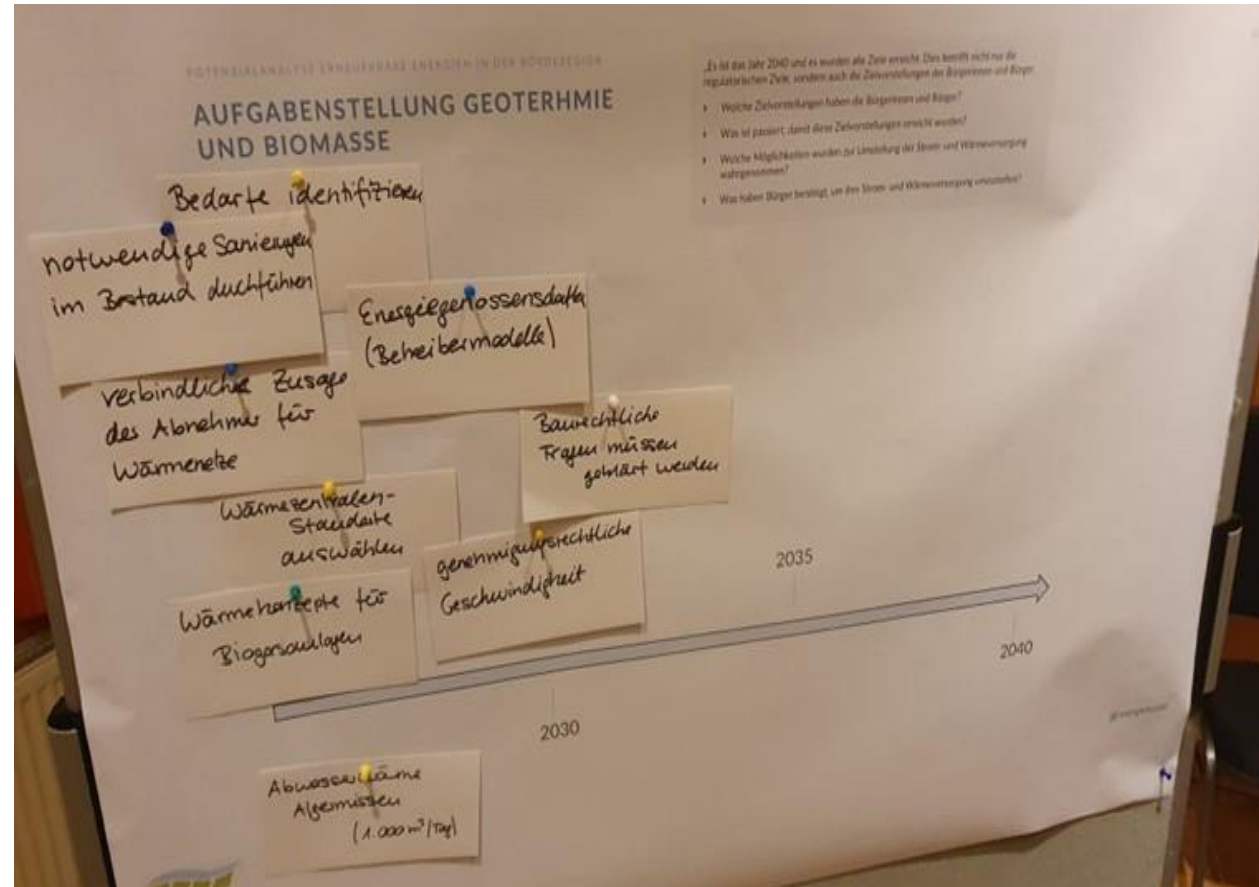 POTENZIALANALYSE ERNEUERBARE ENERGIEN IN DER BÖRDEREGION
AUFGABENSTELLUNG GEOTERHMIE
UND BIOMASSE
„Es ist das Jahr 2040 und es wurden alle Ziele erreicht. Dies betrifft nicht nur die
regulatorischen Ziele, sondern auch die Zielvorstellungen der Bürgerinnen und Bürger.
Welche Zielvorstellungen haben die Bürgerinnen und Bürger?
Was ist passiert, damit diese Zielvorstellungen erreicht wurden?
Welche Möglichkeiten wurden zur Umstellung der Strom- und Wärmeversorgung
wahrgenommen?
Was haben Bürger benötigt, um ihre Strom- und Wärmeversorgung umzustellen?
Bedarfe identifizieren
notwendige Sanierungen
im Bestand duchführen
Energiegenossensdaften
(Betreibermodelle)
verbindliche Zusage
des Abnehmer für
Wärmenetze
Baurechtliche
Fragen müssen
geklärt werden
Wärmezentralen-
Standorte
auswählen
genehmigungsrechtliche
Geschwindigkeit
Wärmekonzepte für
Biogasanlagen
2035
2040
2030
Abwasserwärme
Algermissen
(1.000 m³/Tag)